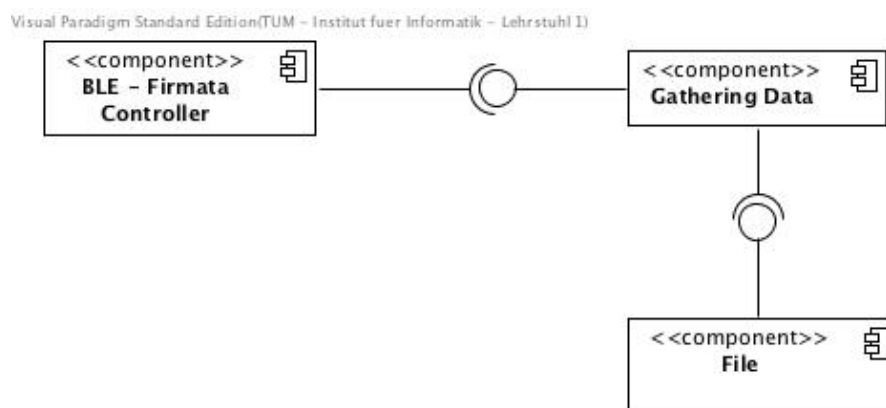 Visual Paradigm Standard Edition(TUM - Institut fuer Informatik - Lehrstuhl 1)
<<component>>
BLE - Firmata
Controller
<<component>>
Gathering Data
<<component>>
File